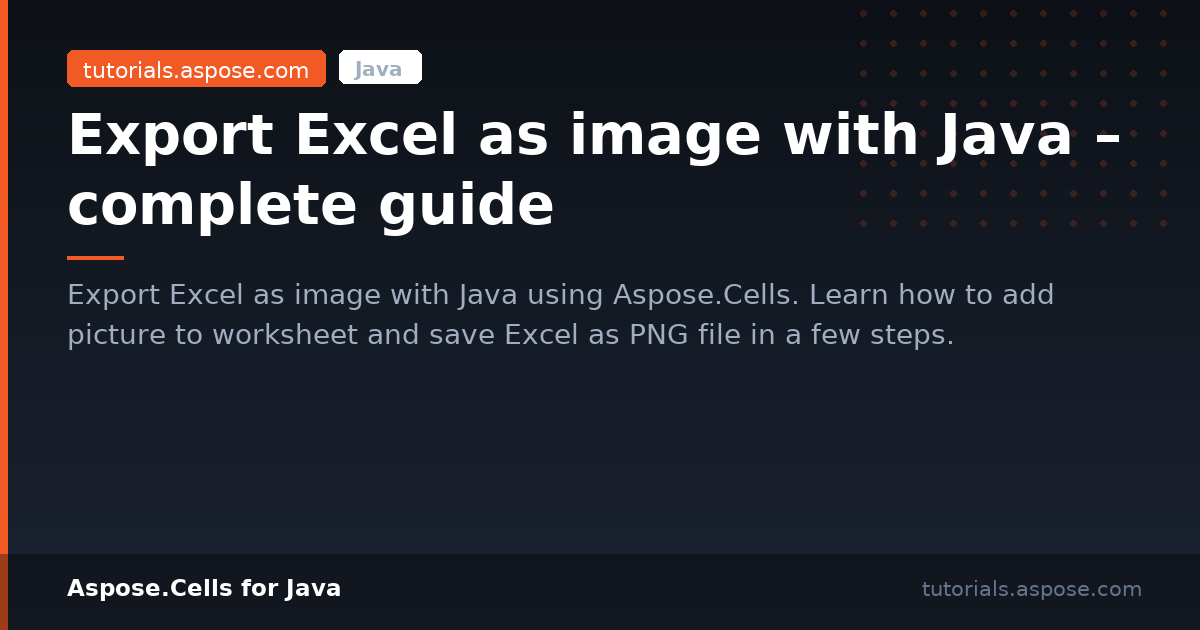 tutorials.aspose.com
Java
Export Excel as image with Java –
complete guide
Export Excel as image with Java using Aspose.Cells. Learn how to add
picture to worksheet and save Excel as PNG file in a few steps.
Aspose.Cells for Java
tutorials.aspose.com